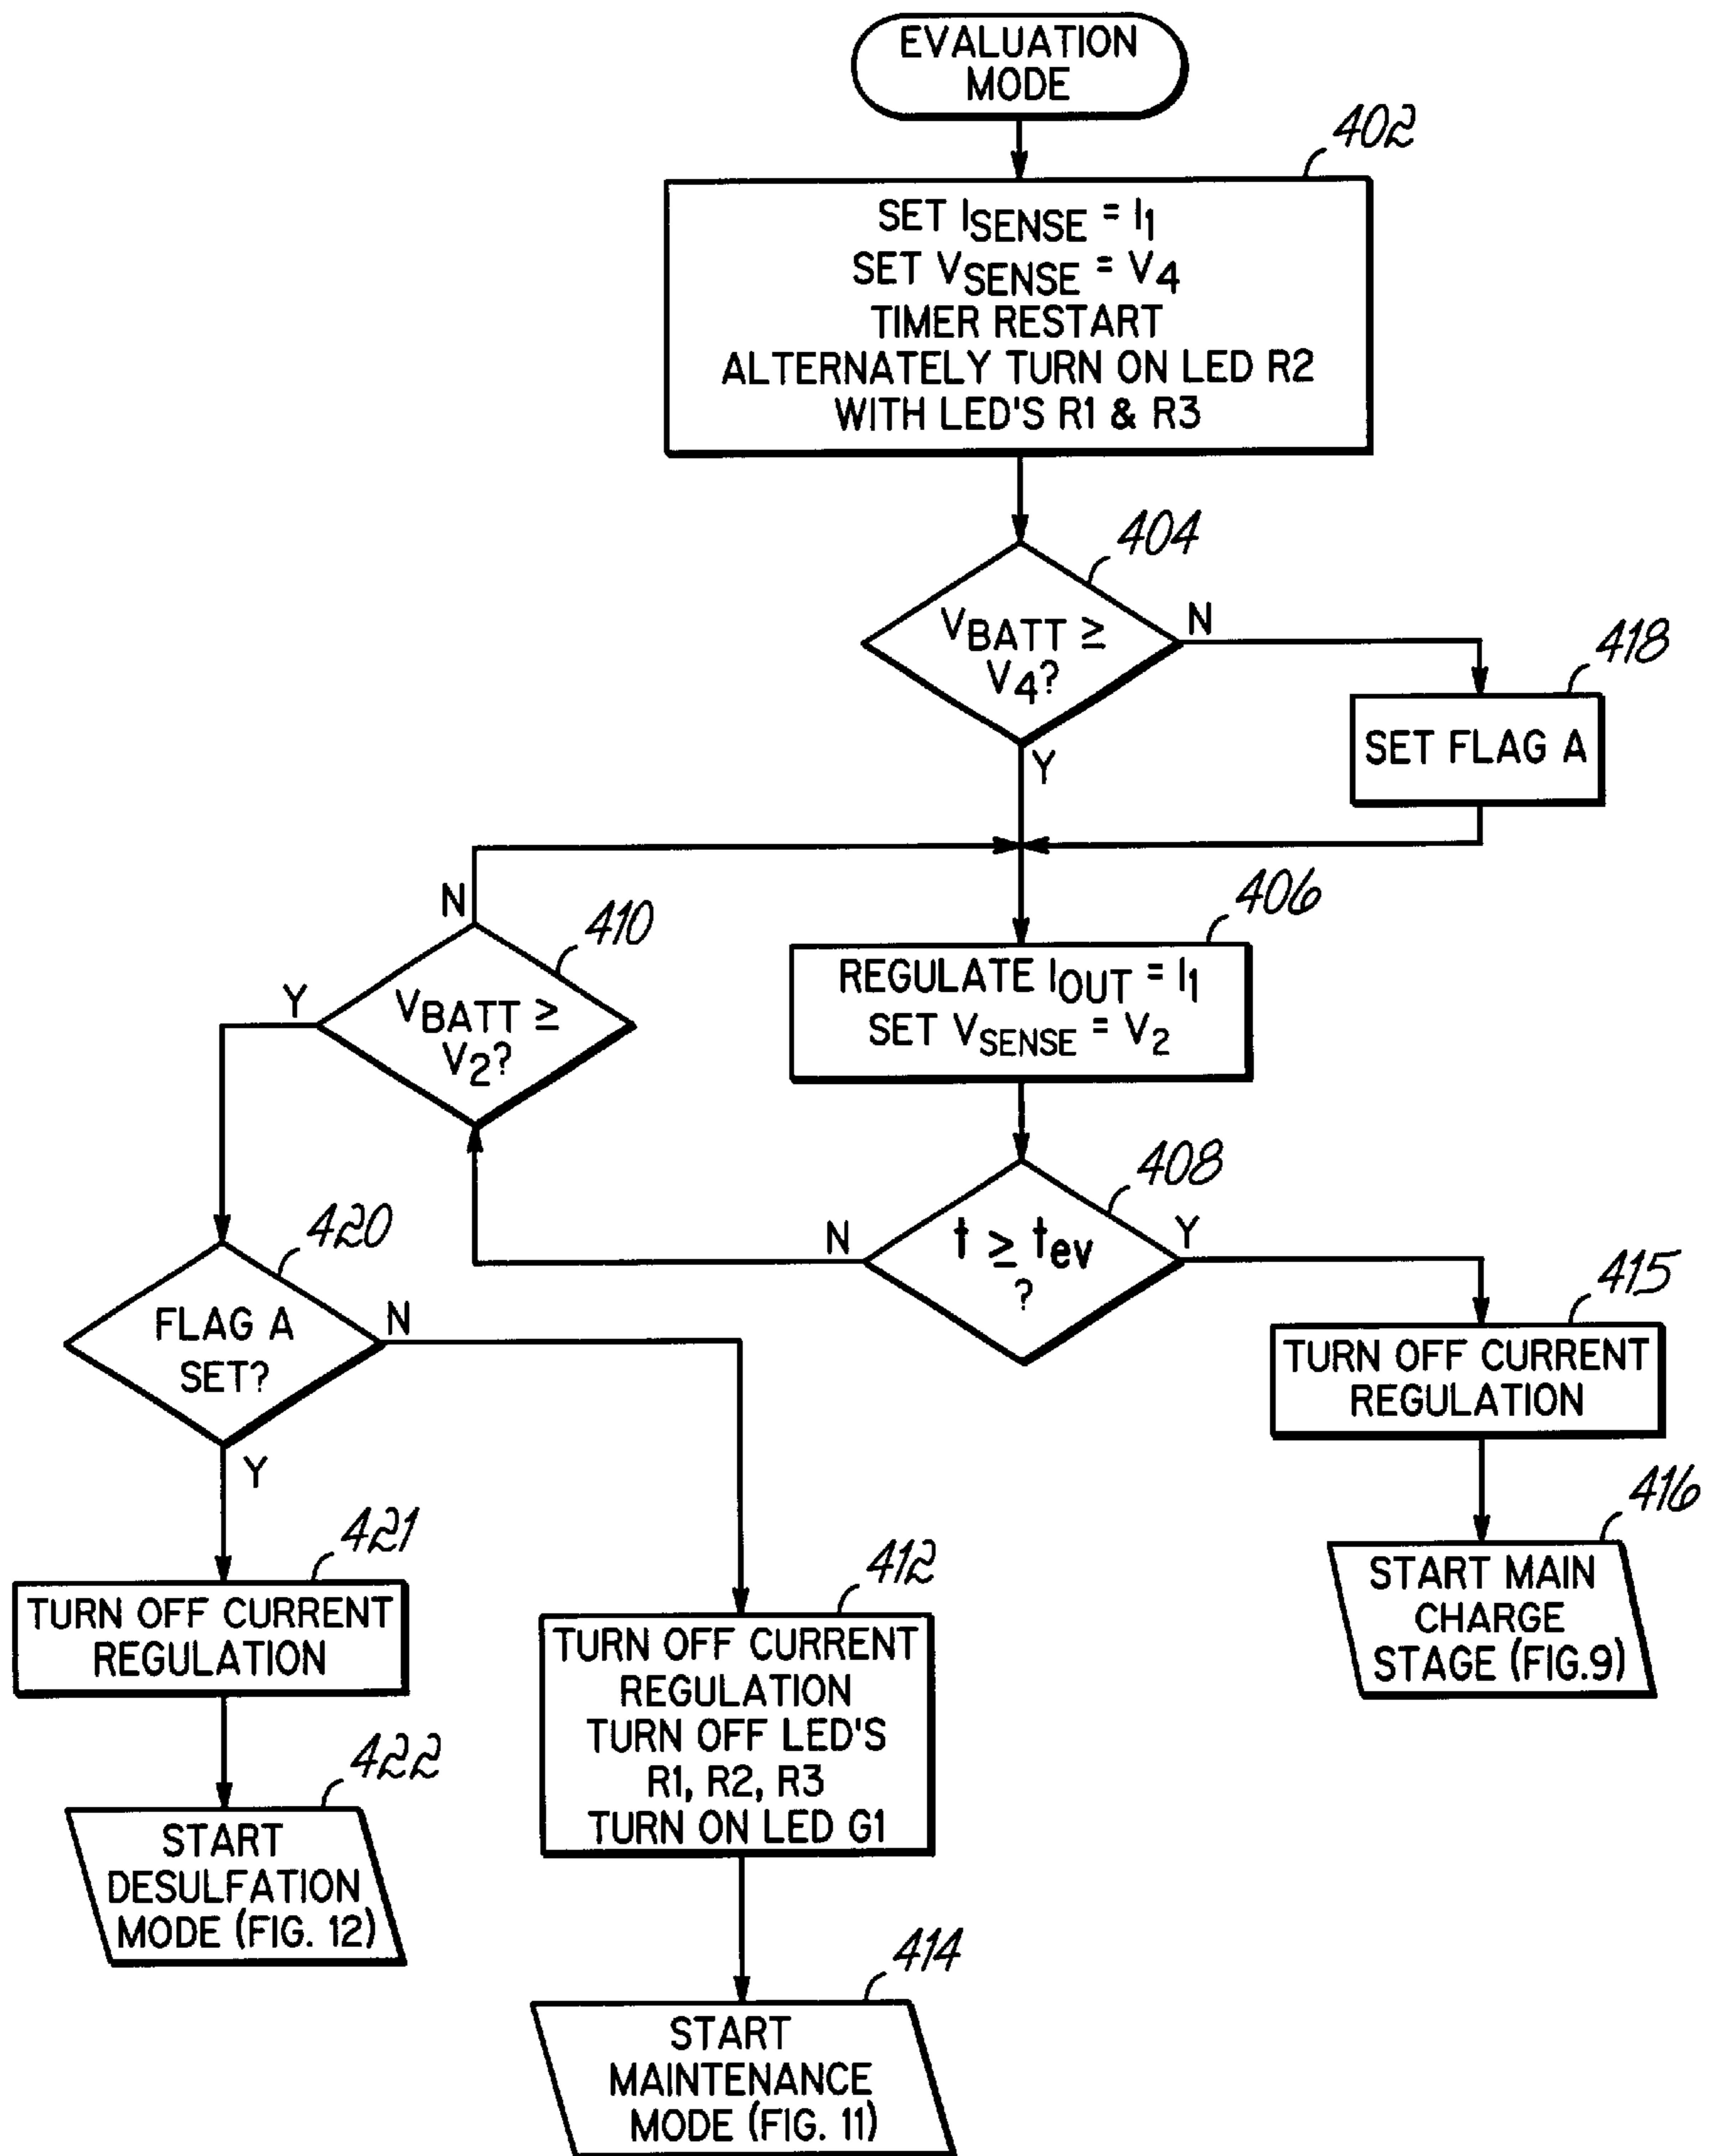 EVALUATION
MODE
402
SET ISENSE = I1
SET VSENSE = V4
TIMER RESTART
ALTERNATELY TURN ON LED R2
WITH LED'S R1 & R3
404
VBATT ≥
V4?
N
Y
418
SET FLAG A
406
REGULATE IOUT = I1
SET VSENSE = V2
410
VBATT ≥
V2?
N
Y
408
t ≥ tev
?
N
Y
415
TURN OFF CURRENT
REGULATION
416
START MAIN
CHARGE
STAGE (FIG.9)
420
FLAG A
SET?
N
Y
421
TURN OFF CURRENT
REGULATION
422
START
DESULFATION
MODE (FIG. 12)
412
TURN OFF CURRENT
REGULATION
TURN OFF LED'S
R1, R2, R3
TURN ON LED G1
414
START
MAINTENANCE
MODE (FIG. 11)